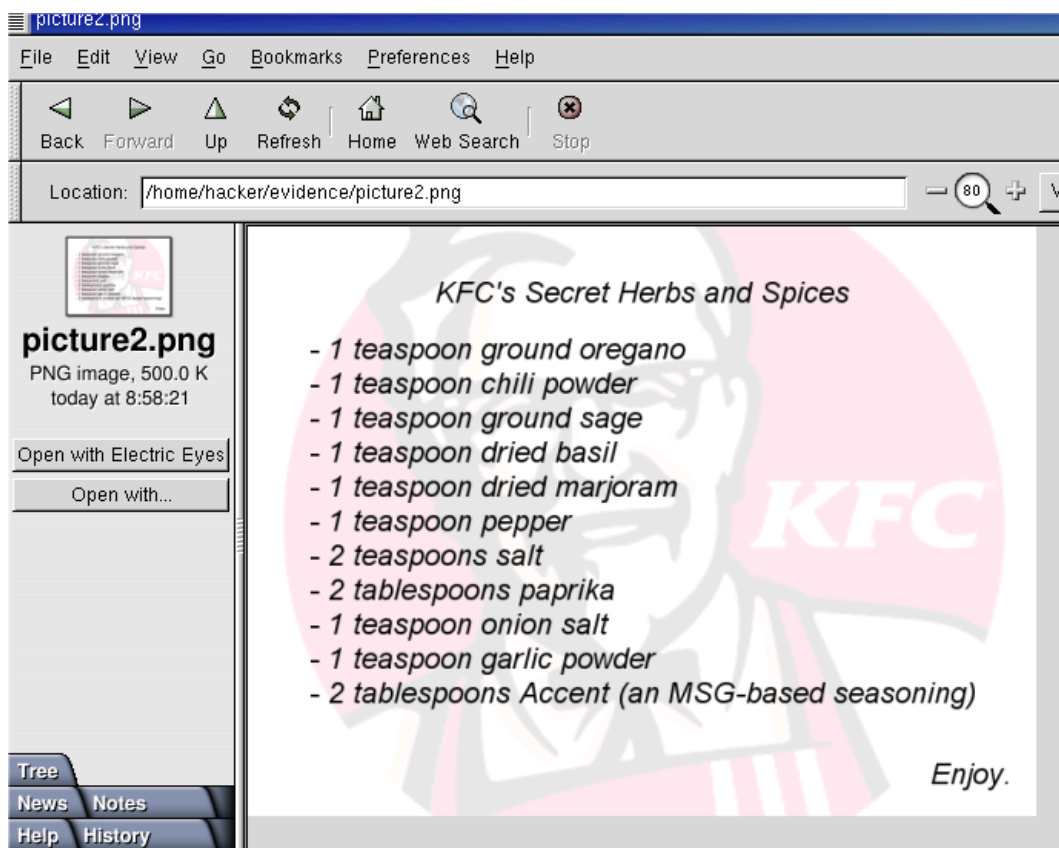 picture2.png
File Edit View Go Bookmarks Preferences Help
Back Forward Up Refresh Home Web Search Stop
Location: /home/hacker/evidence/picture2.png
80
picture2.png
PNG image, 500.0 K
today at 8:58:21
Open with Electric Eyes
Open with...
KFC's Secret Herbs and Spices
- 1 teaspoon ground oregano
- 1 teaspoon chili powder
- 1 teaspoon ground sage
- 1 teaspoon dried basil
- 1 teaspoon dried marjoram
- 1 teaspoon pepper
- 2 teaspoons salt
- 2 tablespoons paprika
- 1 teaspoon onion salt
- 1 teaspoon garlic powder
- 2 tablespoons Accent (an MSG-based seasoning)
Enjoy.
KFC
Tree
News Notes
Help History